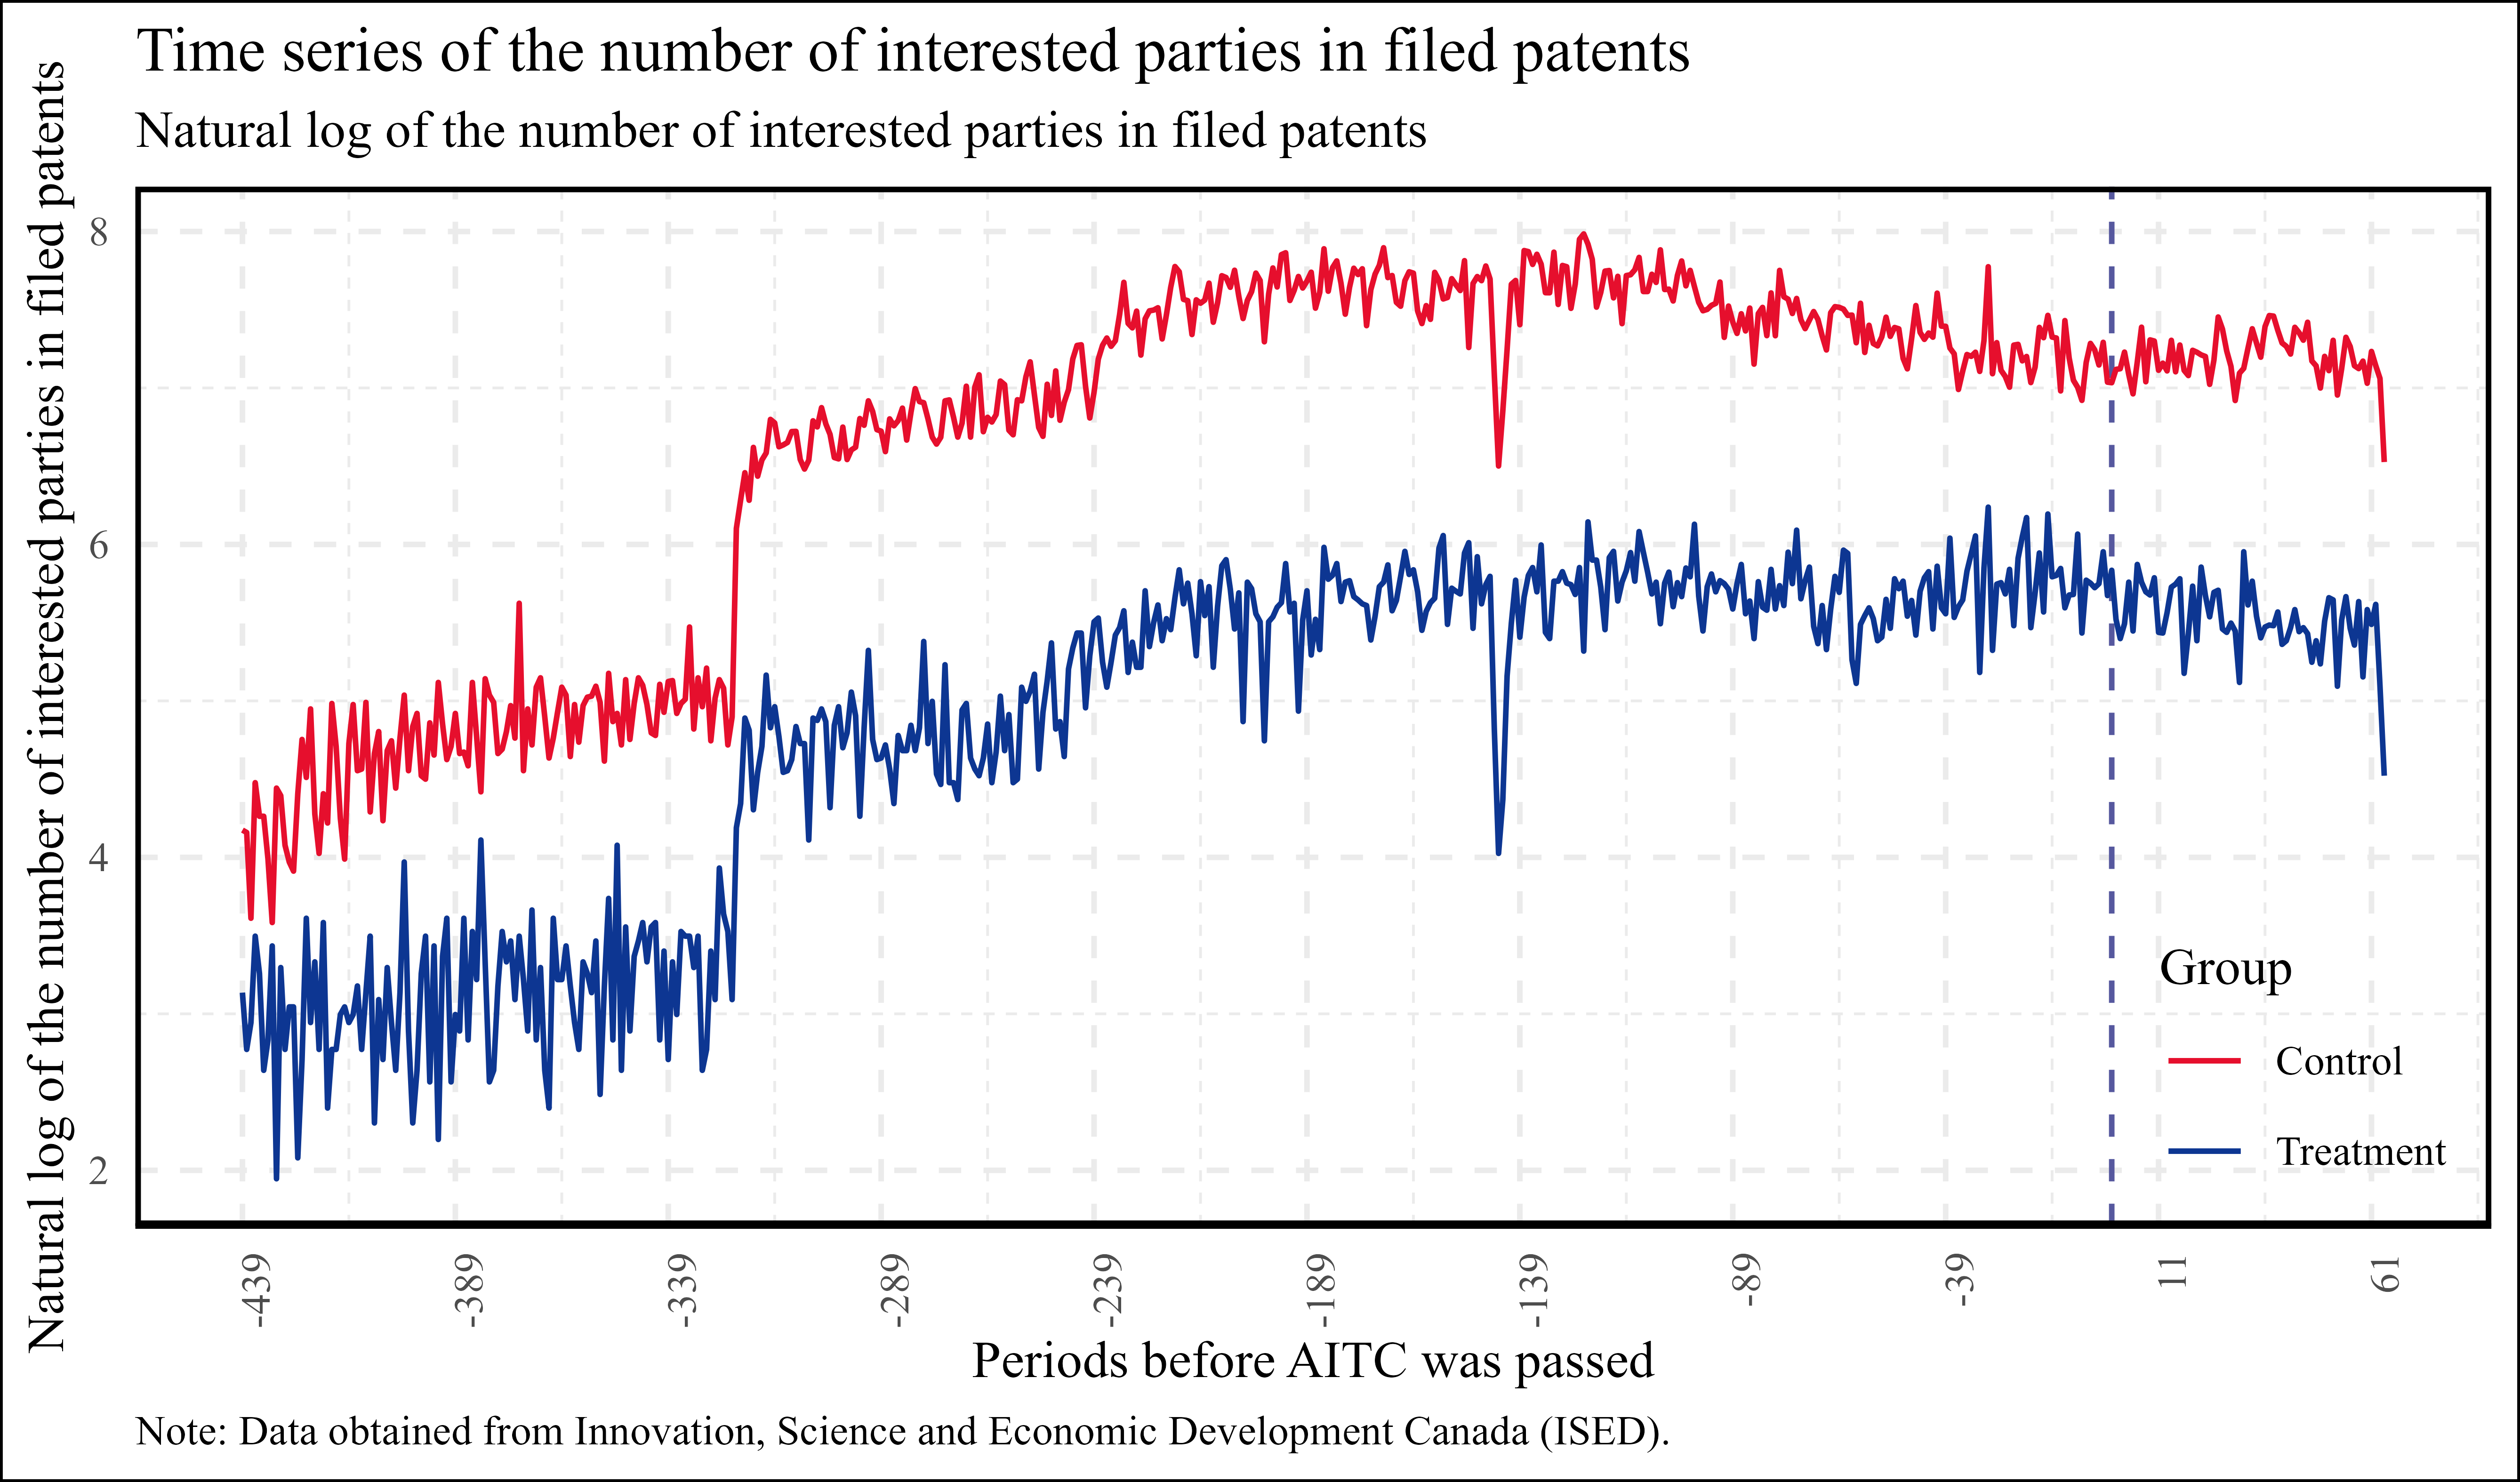 Time series of the number of interested parties in filed patents
Natural log of the number of interested parties in filed patents
Natural log of the number of interested parties in filed patents
8
6
4
2
Group
Control
Treatment
-439
-389
-339
-289
-239
-189
-139
-89
-39
11
61
Periods before AITC was passed
Note: Data obtained from Innovation, Science and Economic Development Canada (ISED).